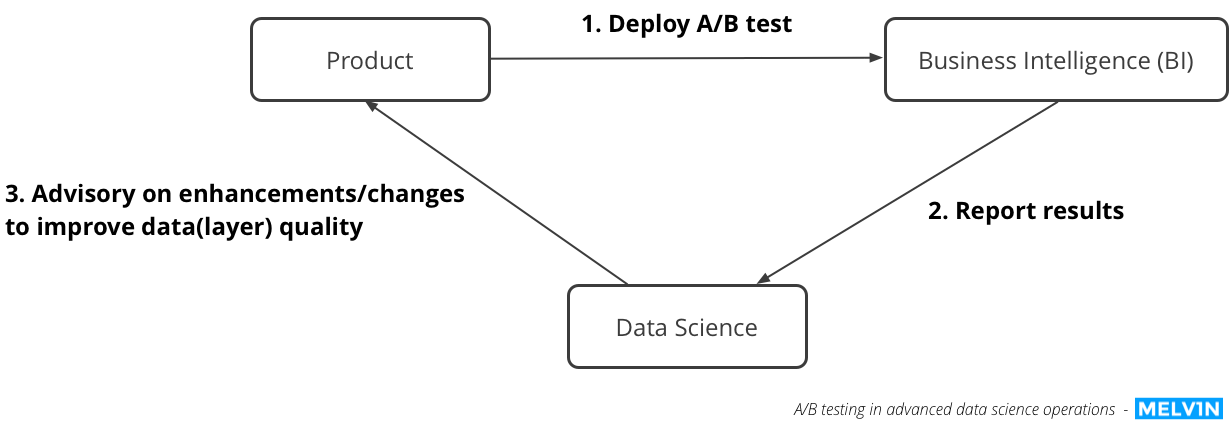 1. Deploy A/B test
Product
Business Intelligence (BI)
3. Advisory on enhancements/changes
to improve data(layer) quality
2. Report results
Data Science
A/B testing in advanced data science operations - MELV1N